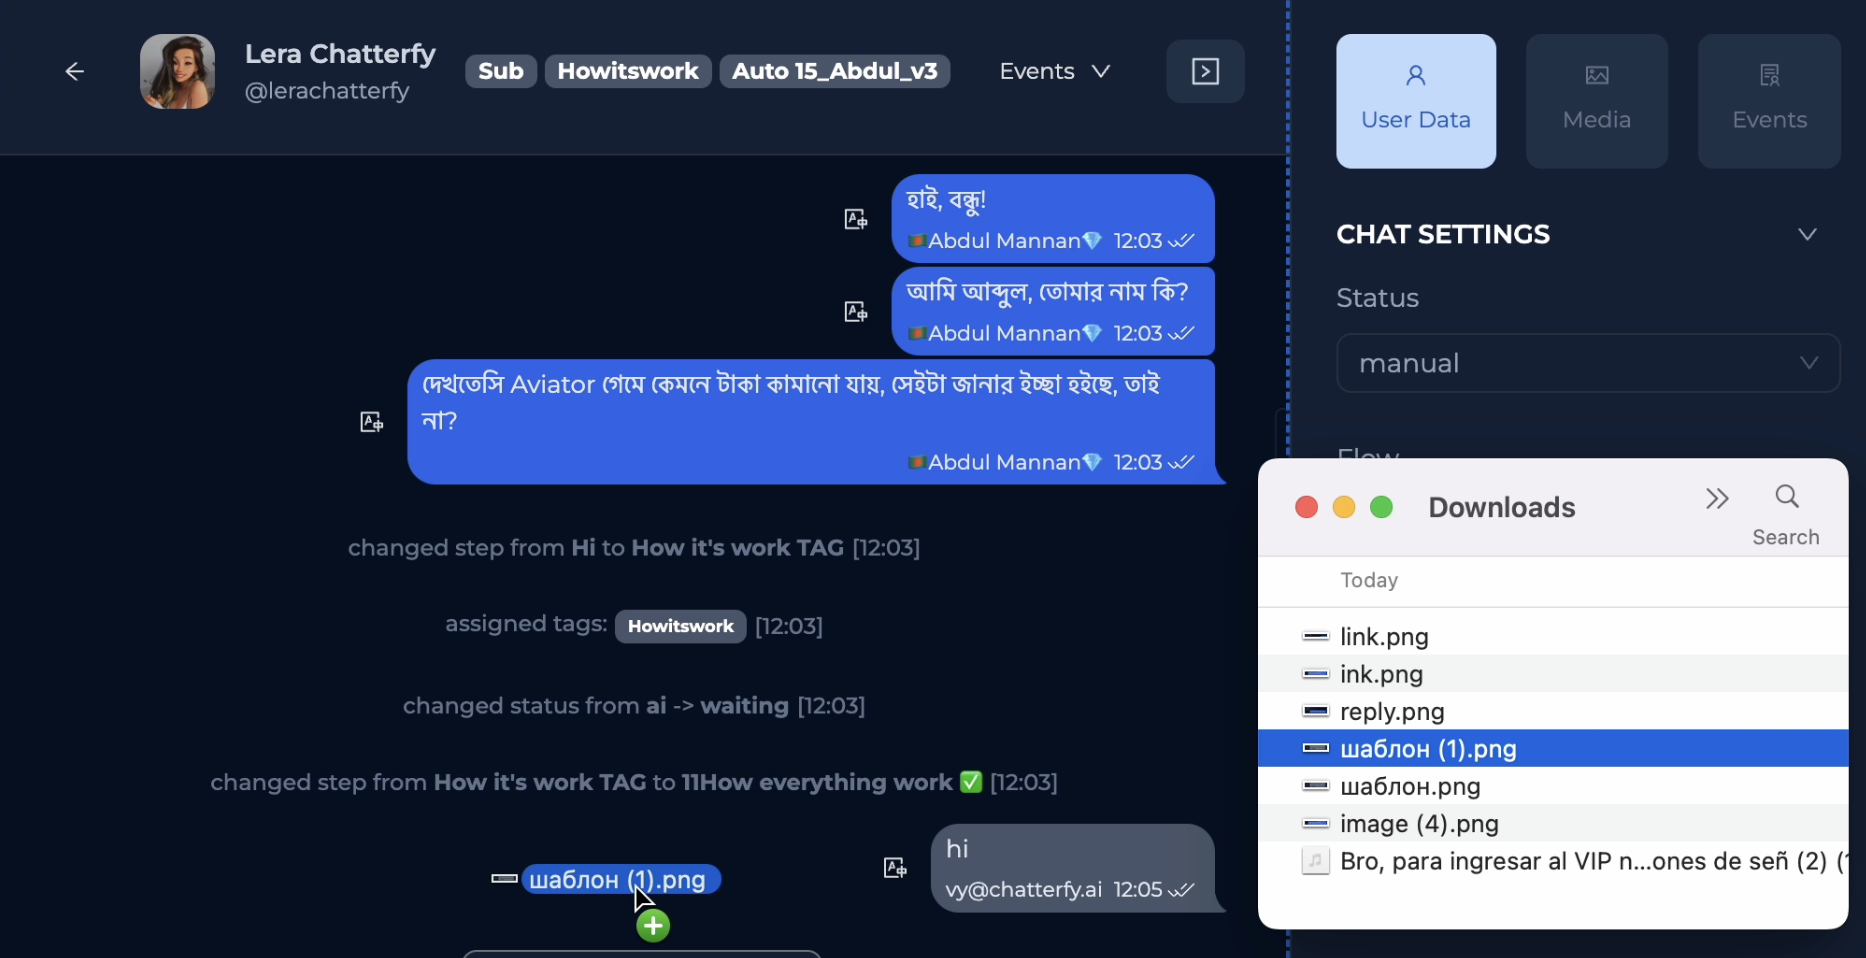 Lera Chatterfy
@lerachatterfy
Sub Howitswork Auto 15_Abdul_v3
Events
User Data
Media
Events
হাই, বন্ধু!
🇧🇩Abdul Mannan💎 12:03
আমি আব্দুল, তোমার নাম কি?
🇧🇩Abdul Mannan💎 12:03
দেখতেসি Aviator গেমে কেমনে টাকা কামানো যায়, সেইটা জানার ইচ্ছা হইছে, তাই
না?
🇧🇩Abdul Mannan💎 12:03
changed step from Hi to How it's work TAG [12:03]
assigned tags: Howitswork [12:03]
changed status from ai -> waiting [12:03]
changed step from How it's work TAG to 11How everything work ✅ [12:03]
hi
vy@chatterfy.ai 12:05
шаблон (1).png
CHAT SETTINGS
Status
manual
Flow
Downloads
Search
Today
link.png
ink.png
reply.png
шаблон (1).png
шаблон.png
image (4).png
Bro, para ingresar al VIP n...ones de señ (2) (